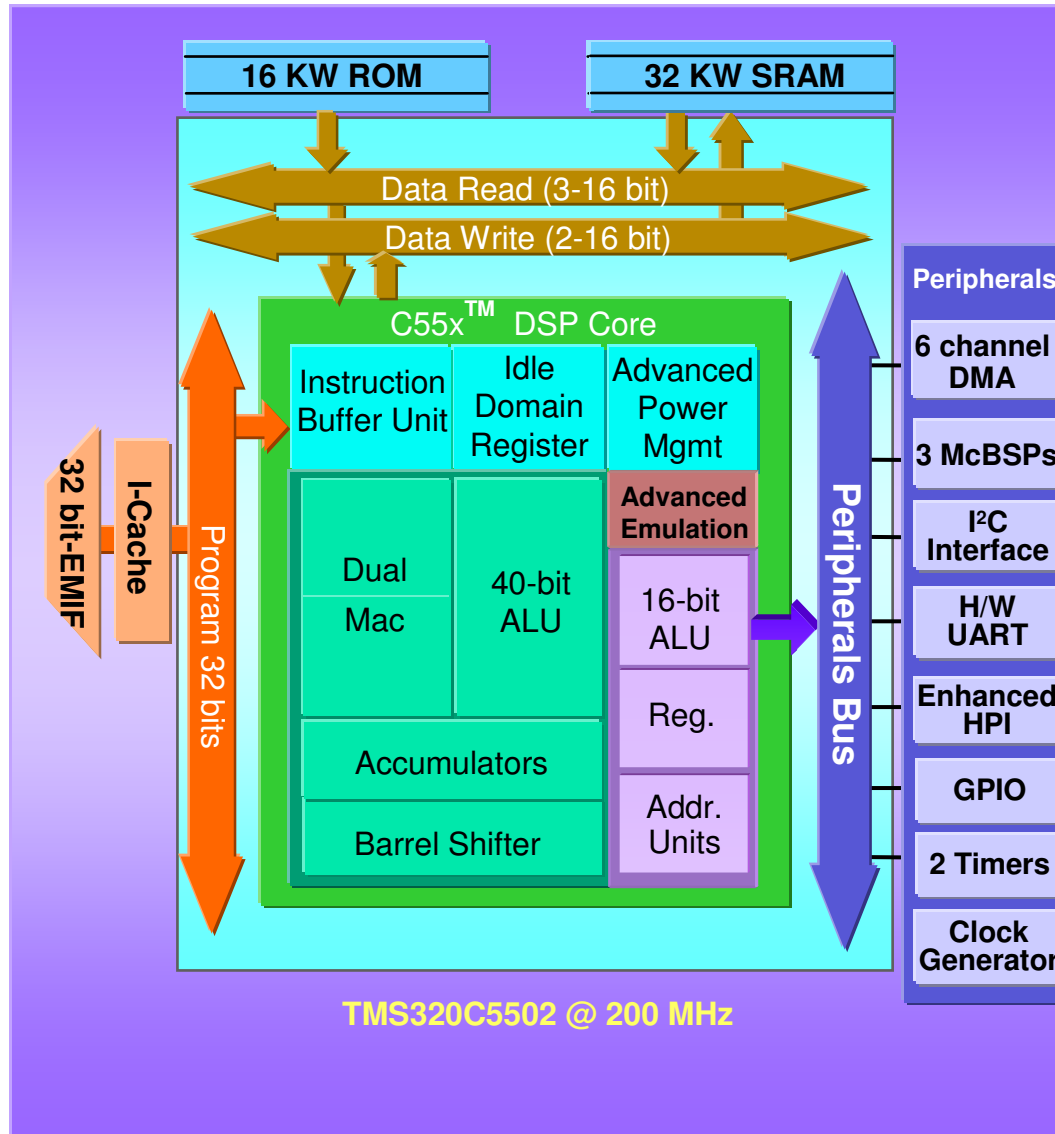 16 KW ROM
32 KW SRAM
Data Read (3-16 bit)
Data Write (2-16 bit)
C55x™ DSP Core
Instruction
Buffer Unit
Idle
Domain
Register
Advanced
Power
Mgmt
Advanced
Emulation
Dual
Mac
40-bit
ALU
16-bit
ALU
Reg.
Addr.
Units
Accumulators
Barrel Shifter
32 bit-EMIF
I-Cache
Program 32 bits
Peripherals Bus
Peripherals
6 channel
DMA
3 McBSPs
I²C
Interface
H/W
UART
Enhanced
HPI
GPIO
2 Timers
Clock
Generator
TMS320C5502 @ 200 MHz